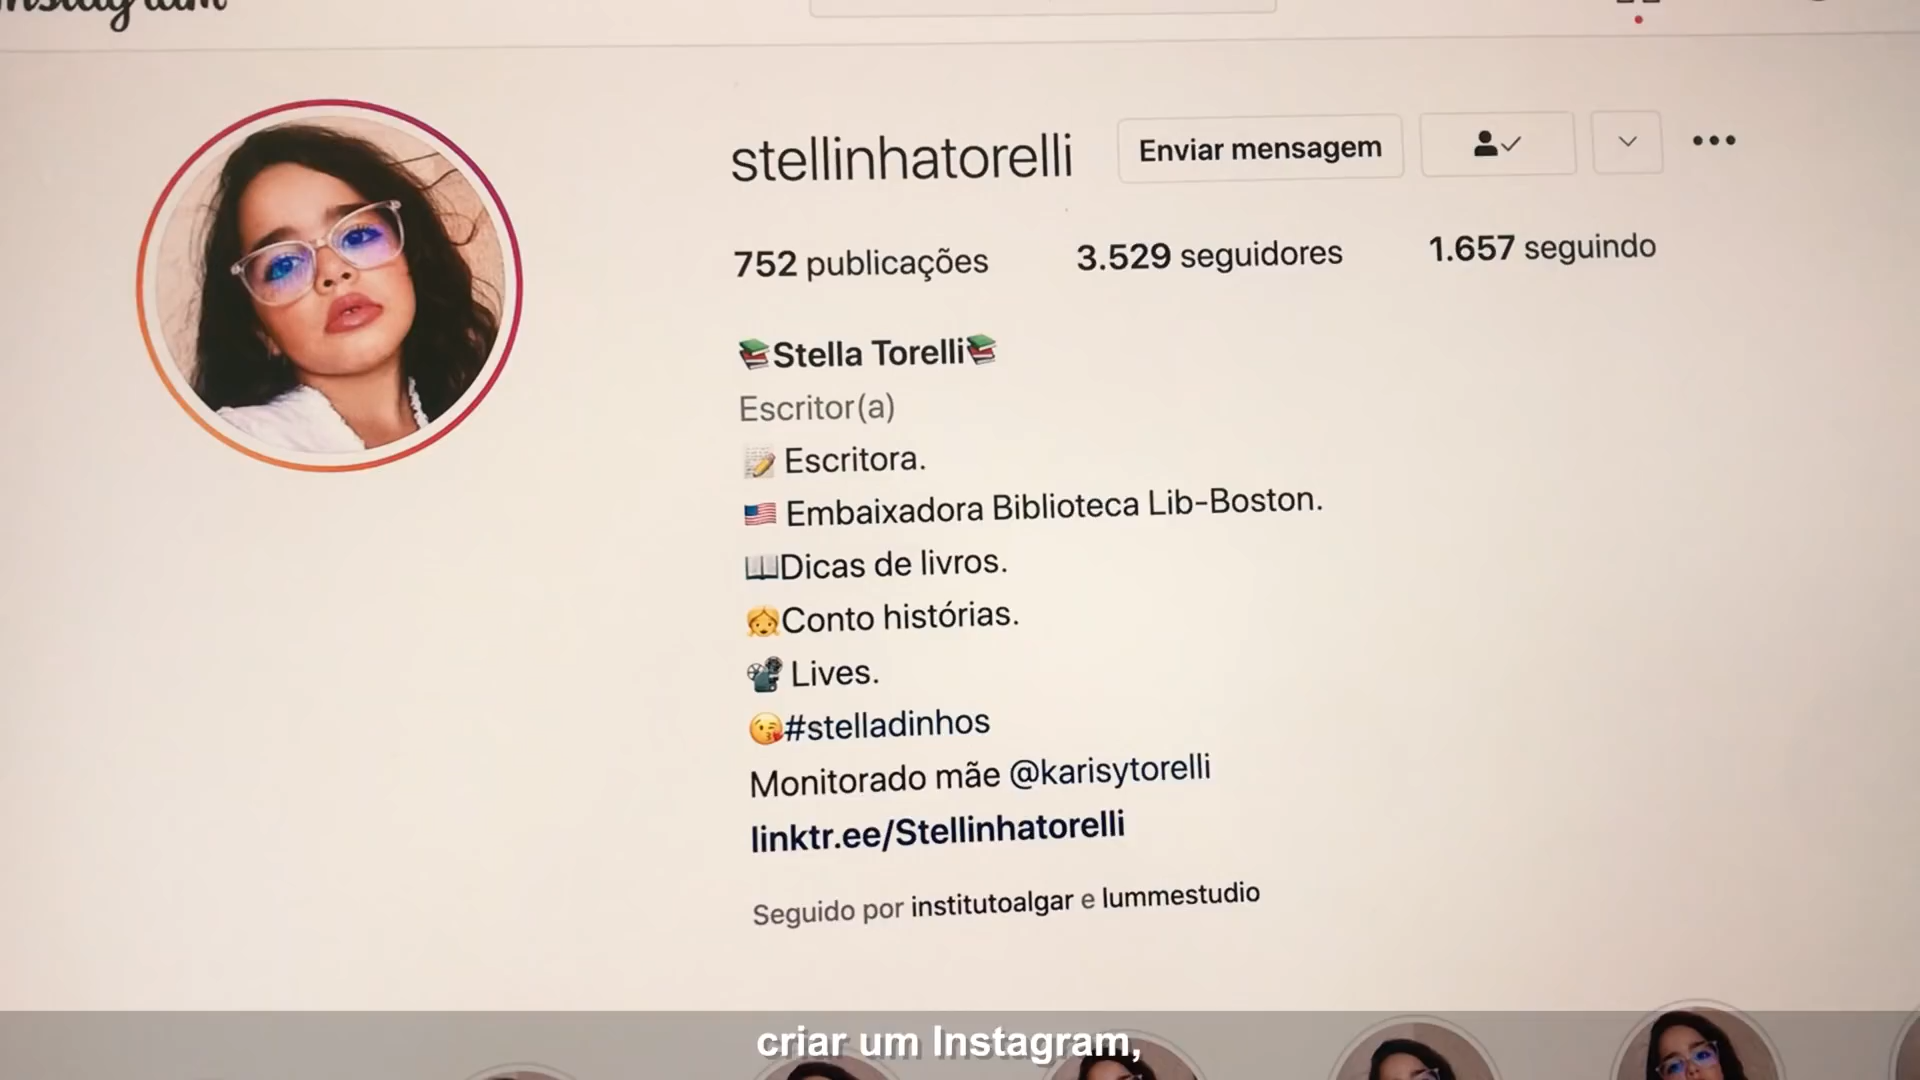 Instagram
stellinhatorelli Enviar mensagem
752 publicações 3.529 seguidores 1.657 seguindo
Stella Torelli
Escritor(a)
Escritora.
Embaixadora Biblioteca Lib-Boston.
Dicas de livros.
Conto histórias.
Lives.
#stelladinhos
Monitorado mãe @karisytorelli
linktr.ee/Stellinhatorelli
Seguido por institutoalgar e lummestudio
criar um Instagram,